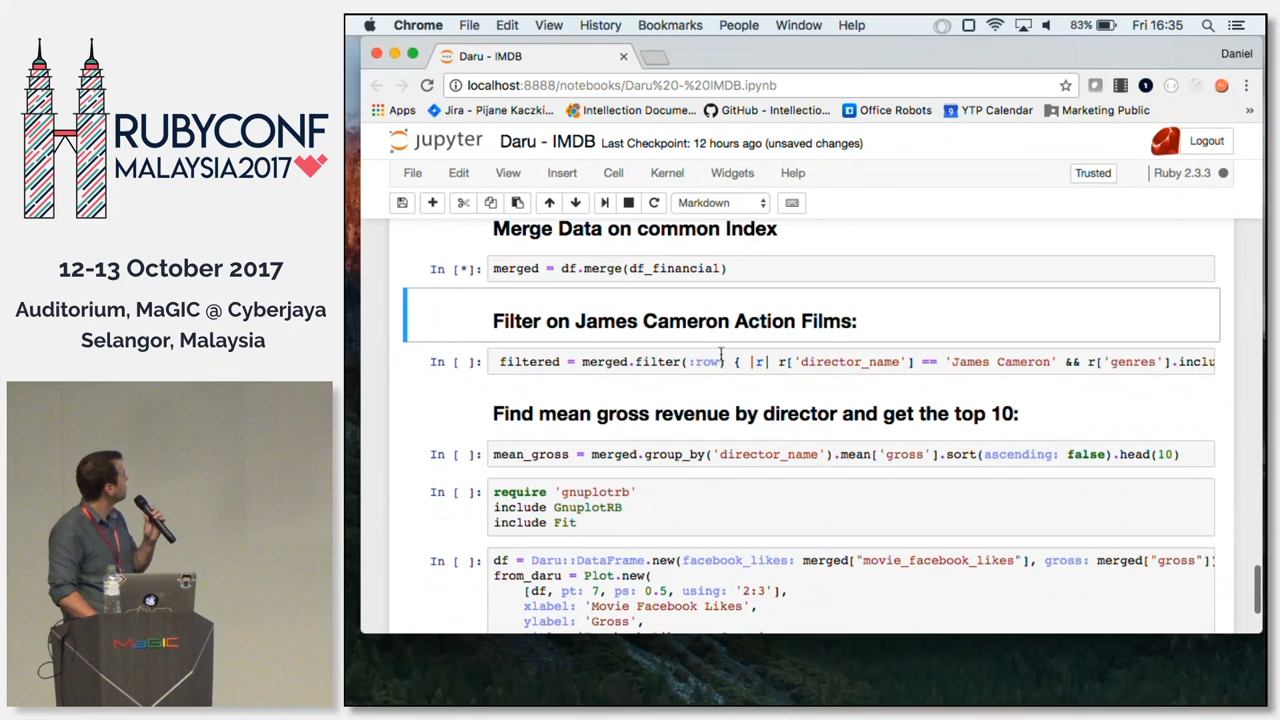 RUBYCONF
MALAYSIA2017
12-13 October 2017
Auditorium, MaGIC @ Cyberjaya
Selangor, Malaysia
MaGIC
Chrome File Edit View History Bookmarks People Window Help 83% Fri 16:35
Daru - IMDB Daniel
localhost:8888/notebooks/Daru%20-%20IMDB.ipynb
Apps Jira - Pijane Kaczki... Intellection Docume... GitHub - Intellectio... Office Robots YTP Calendar Marketing Public »
jupyter Daru - IMDB Last Checkpoint: 12 hours ago (unsaved changes) Logout
File Edit View Insert Cell Kernel Widgets Help Trusted Ruby 2.3.3
Markdown
Merge Data on common Index
In [*]: merged = df.merge(df_financial)
Filter on James Cameron Action Films:
In [ ]: filtered = merged.filter(:row) { |r| r['director_name'] == 'James Cameron' && r['genres'].inclu
Find mean gross revenue by director and get the top 10:
In [ ]: mean_gross = merged.group_by('director_name').mean['gross'].sort(ascending: false).head(10)
In [ ]: require 'gnuplotrb'
include GnuplotRB
include Fit
In [ ]: df = Daru::DataFrame.new(facebook_likes: merged["movie_facebook_likes"], gross: merged["gross"])
from_daru = Plot.new(
[df, pt: 7, ps: 0.5, using: '2:3'],
xlabel: 'Movie Facebook Likes',
ylabel: 'Gross',